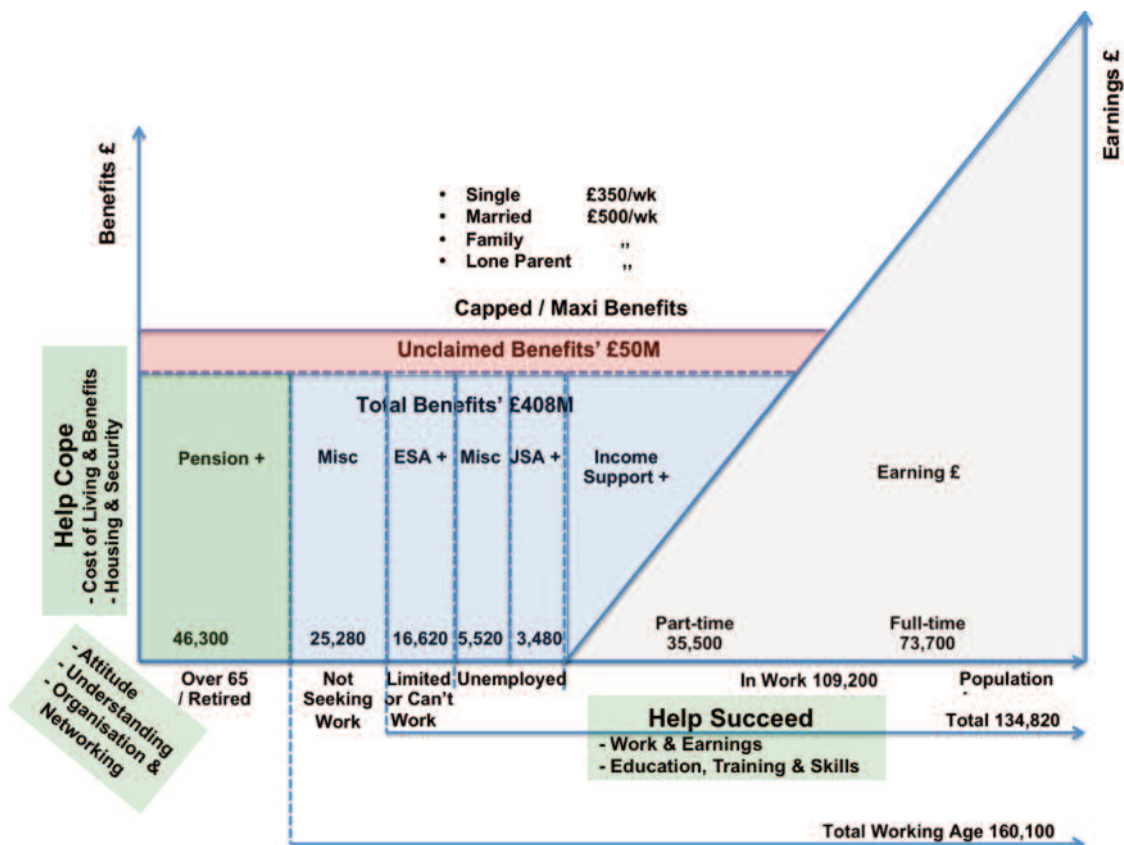 Earnings £
Benefits £
• Single £350/wk
• Married £500/wk
• Family ,,
• Lone Parent ,,
Capped / Maxi Benefits
Unclaimed Benefits' £50M
Total Benefits' £408M
Pension +
Misc
ESA +
Misc
JSA +
Income
Support +
Earning £
Help Cope
- Cost of Living & Benefits
- Housing & Security
46,300
25,280
16,620
5,520
3,480
Part-time
35,500
Full-time
73,700
- Attitude
- Understanding
- Organisation &
Networking
Over 65
/ Retired
Not
Seeking
Work
Limited
or Can't
Work
Unemployed
In Work 109,200
Population
Help Succeed
- Work & Earnings
- Education, Training & Skills
Total 134,820
Total Working Age 160,100